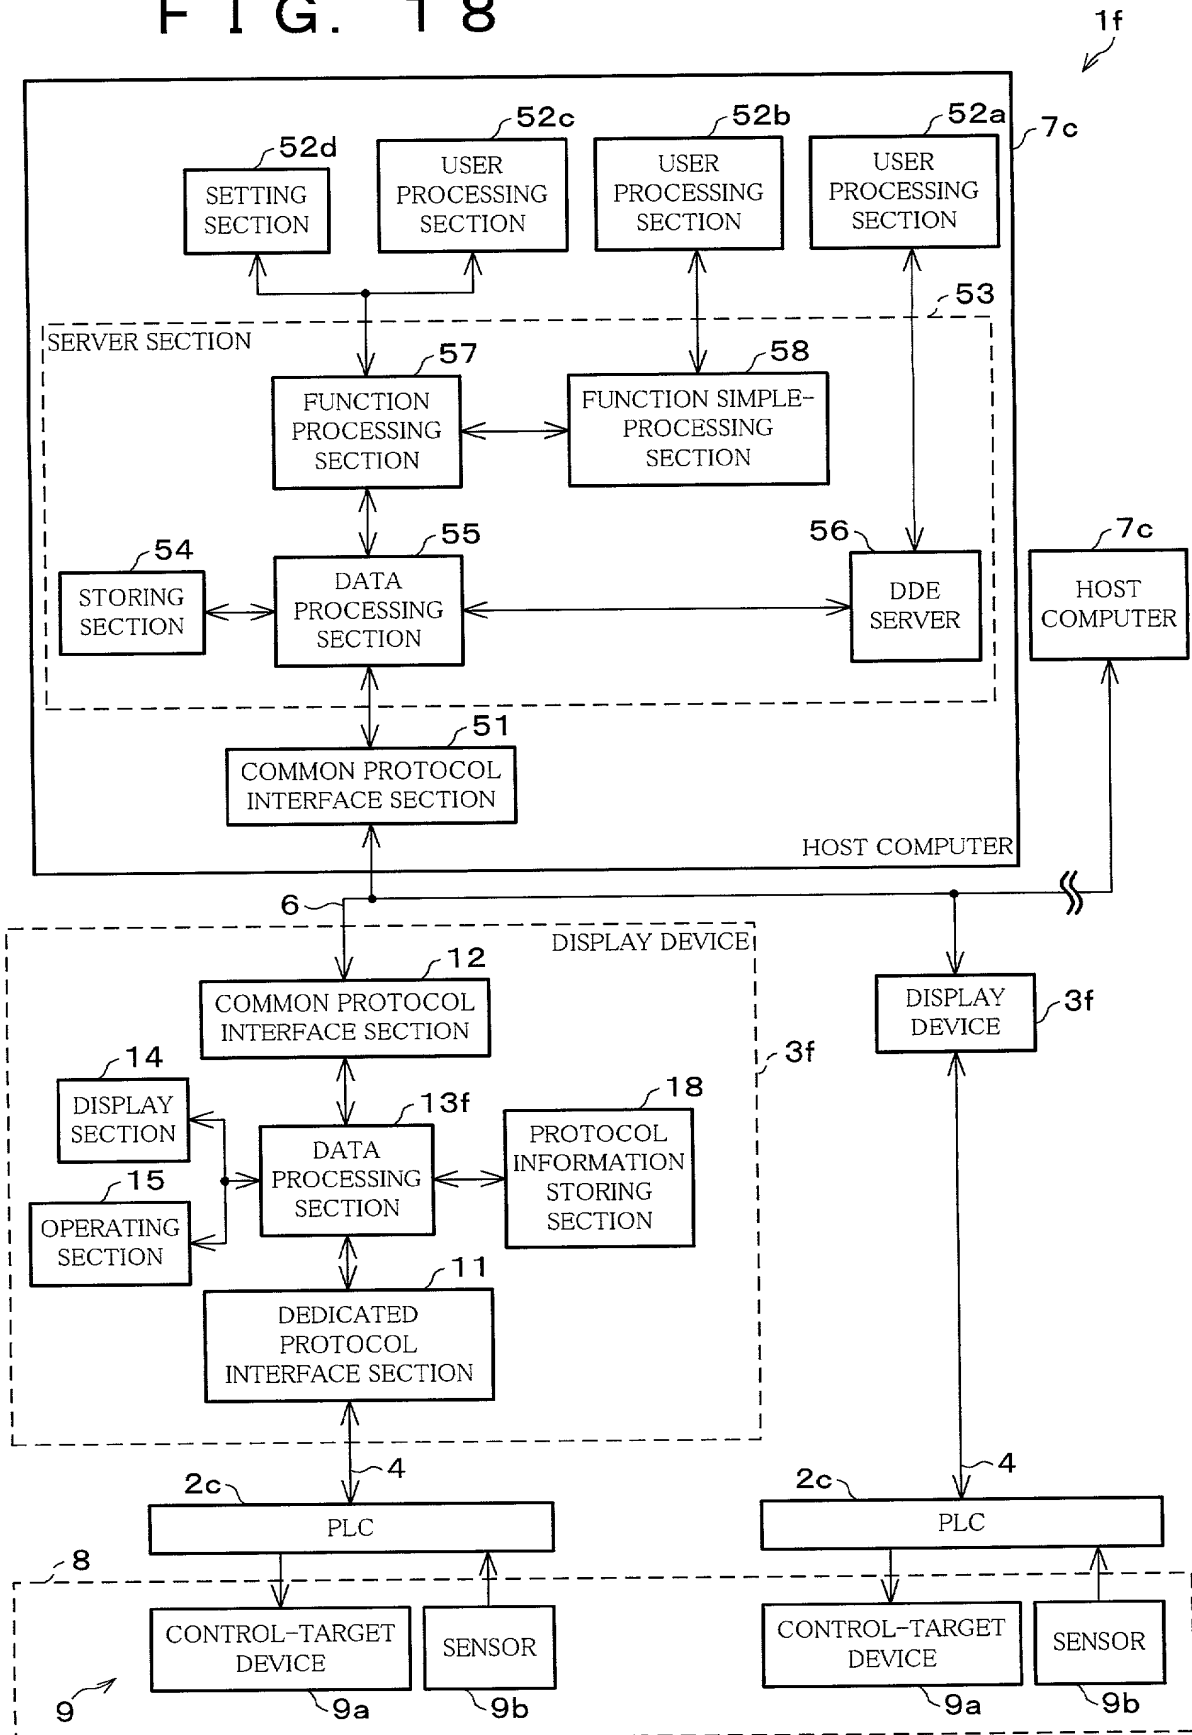 FIG. 18
1f
7c
52d
52c
52b
52a
SETTING
SECTION
USER
PROCESSING
SECTION
USER
PROCESSING
SECTION
USER
PROCESSING
SECTION
53
SERVER SECTION
57
58
FUNCTION
PROCESSING
SECTION
FUNCTION SIMPLE-
PROCESSING
SECTION
54
55
56
7c
STORING
SECTION
DATA
PROCESSING
SECTION
DDE
SERVER
HOST
COMPUTER
51
COMMON PROTOCOL
INTERFACE SECTION
HOST COMPUTER
6
DISPLAY DEVICE
12
COMMON PROTOCOL
INTERFACE SECTION
DISPLAY
DEVICE
3f
3f
14
DISPLAY
SECTION
13f
18
DATA
PROCESSING
SECTION
PROTOCOL
INFORMATION
STORING
SECTION
15
OPERATING
SECTION
11
DEDICATED
PROTOCOL
INTERFACE SECTION
4
4
2c
PLC
2c
PLC
8
CONTROL-TARGET
DEVICE
SENSOR
CONTROL-TARGET
DEVICE
SENSOR
9
9a
9b
9a
9b